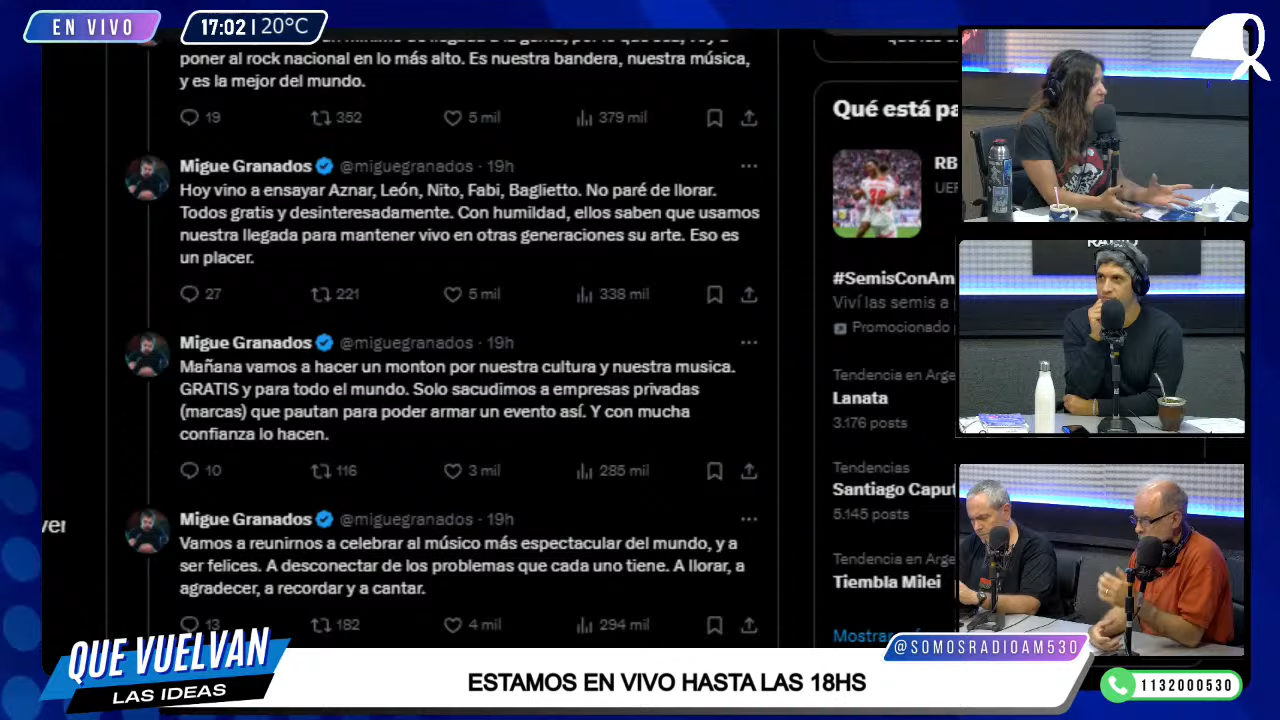 EN VIVO
17:02 | 20°C
poner al rock nacional en lo más alto. Es nuestra bandera, nuestra música,
y es la mejor del mundo.
19 352 5 mil 379 mil
Migue Granados @miguegranados · 19h
Hoy vino a ensayar Aznar, León, Nito, Fabi, Baglietto. No paré de llorar.
Todos gratis y desinteresadamente. Con humildad, ellos saben que usamos
nuestra llegada para mantener vivo en otras generaciones su arte. Eso es
un placer.
27 221 5 mil 338 mil
Migue Granados @miguegranados · 19h
Mañana vamos a hacer un monton por nuestra cultura y nuestra musica.
GRATIS y para todo el mundo. Solo sacudimos a empresas privadas
(marcas) que pautan para poder armar un evento así. Y con mucha
confianza lo hacen.
10 116 3 mil 285 mil
Migue Granados @miguegranados · 19h
Vamos a reunirnos a celebrar al músico más espectacular del mundo, y a
ser felices. A desconectar de los problemas que cada uno tiene. A llorar, a
agradecer, a recordar y a cantar.
13 182 4 mil 294 mil
ver
Qué está pa
RB
UEF
#SemisConAm
Viví las semis a
Promocionado
Tendencia en Arge
Lanata
3.176 posts
Tendencias
Santiago Caput
5.145 posts
Tendencia en Arge
Tiembla Milei
Mostrar
RADIO
QUE VUELVAN
LAS IDEAS
@SOMOSRADIOAM530
ESTAMOS EN VIVO HASTA LAS 18HS
1132000530